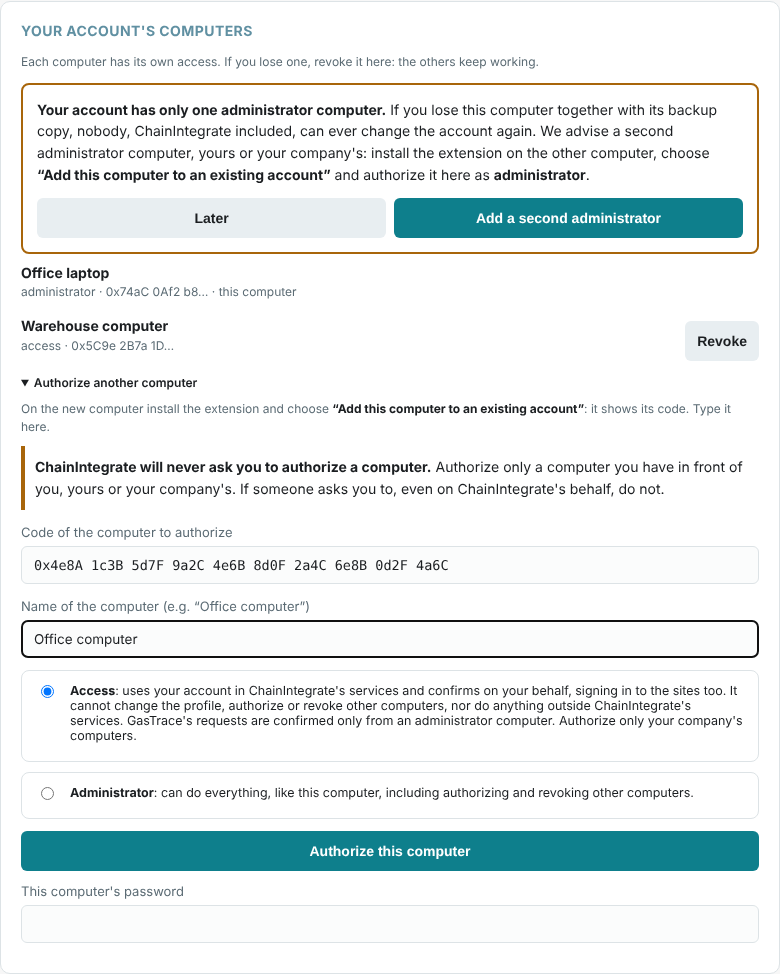 YOUR ACCOUNT'S COMPUTERS
Each computer has its own access. If you lose one, revoke it here: the others keep working.
Your account has only one administrator computer. If you lose this computer together with its backup
copy, nobody, ChainIntegrate included, can ever change the account again. We advise a second
administrator computer, yours or your company's: install the extension on the other computer, choose
“Add this computer to an existing account” and authorize it here as administrator.
Later
Add a second administrator
Office laptop
administrator · 0x74aC 0Af2 b8… · this computer
Warehouse computer
access · 0x5C9e 2B7a 1D…
Revoke
▼ Authorize another computer
On the new computer install the extension and choose “Add this computer to an existing account”: it shows its code. Type it
here.
ChainIntegrate will never ask you to authorize a computer. Authorize only a computer you have in front of
you, yours or your company's. If someone asks you to, even on ChainIntegrate's behalf, do not.
Code of the computer to authorize
0x4e8A 1c3B 5d7F 9a2C 4e6B 8d0F 2a4C 6e8B 0d2F 4a6C
Name of the computer (e.g. “Office computer”)
Office computer
Access: uses your account in ChainIntegrate's services and confirms on your behalf, signing in to the sites too. It
cannot change the profile, authorize or revoke other computers, nor do anything outside ChainIntegrate's
services. GasTrace's requests are confirmed only from an administrator computer. Authorize only your company's
computers.
Administrator: can do everything, like this computer, including authorizing and revoking other computers.
Authorize this computer
This computer's password